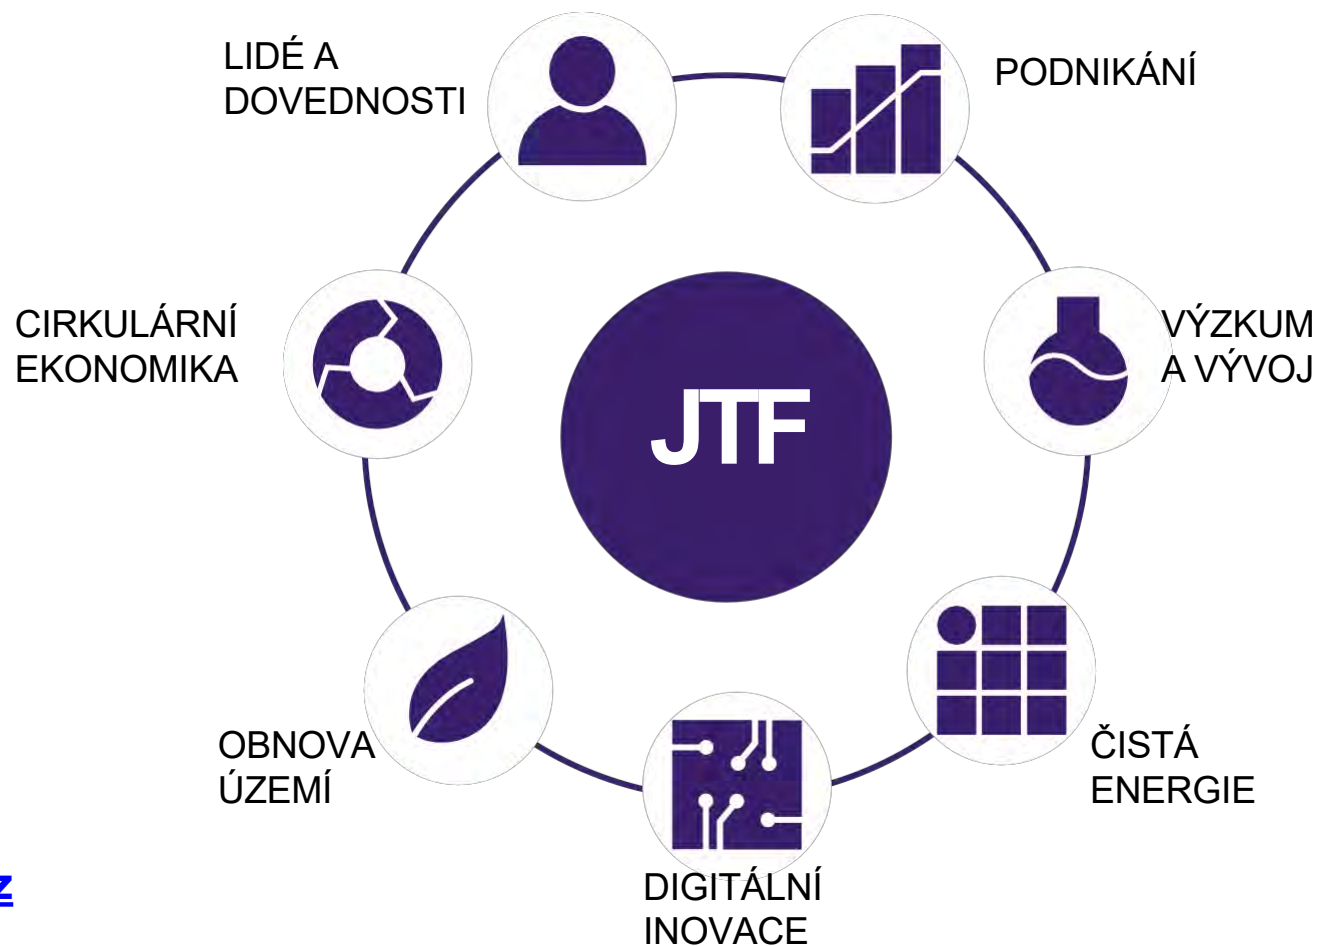 LIDÉ A
DOVEDNOSTI
PODNIKÁNÍ
CIRKULÁRNÍ
EKONOMIKA
VÝZKUM
A VÝVOJ
JTF
OBNOVA
ÚZEMÍ
ČISTÁ
ENERGIE
z
DIGITÁLNÍ
INOVACE